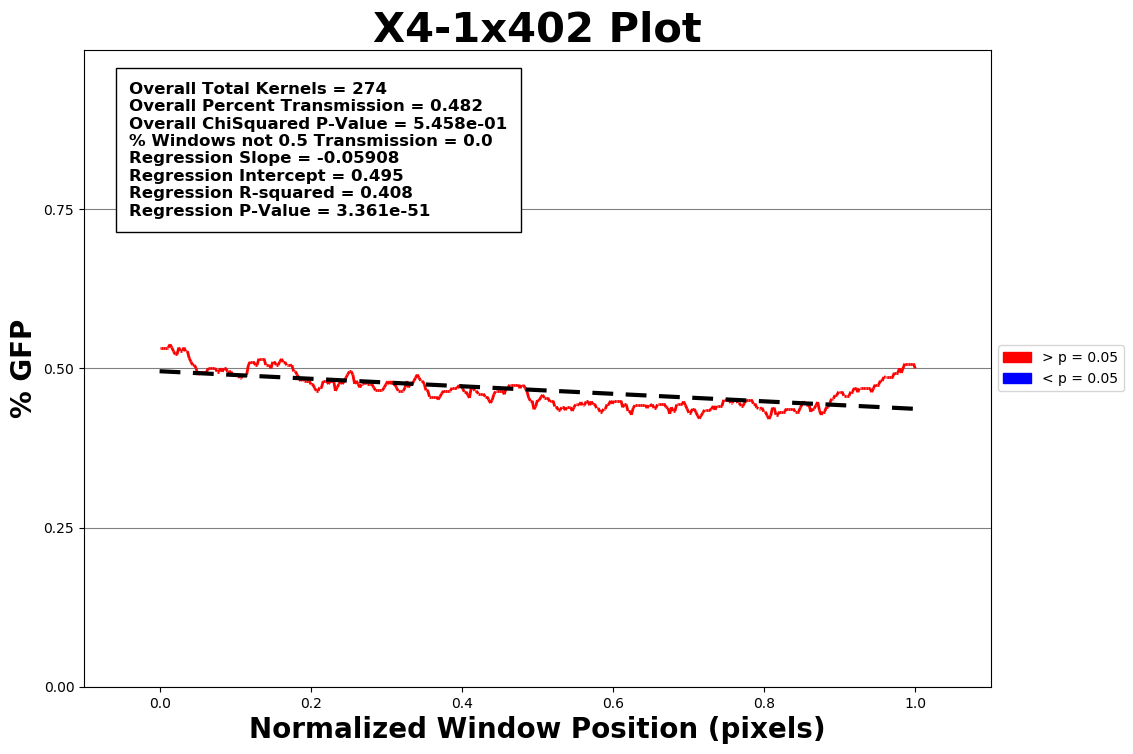 X4-1x402 Plot
Overall Total Kernels = 274
Overall Percent Transmission = 0.482
Overall ChiSquared P-Value = 5.458e-01
% Windows not 0.5 Transmission = 0.0
Regression Slope = -0.05908
Regression Intercept = 0.495
Regression R-squared = 0.408
Regression P-Value = 3.361e-51
% GFP
0.75
0.50
0.25
0.00
> p = 0.05
< p = 0.05
0.0 0.2 0.4 0.6 0.8 1.0
Normalized Window Position (pixels)